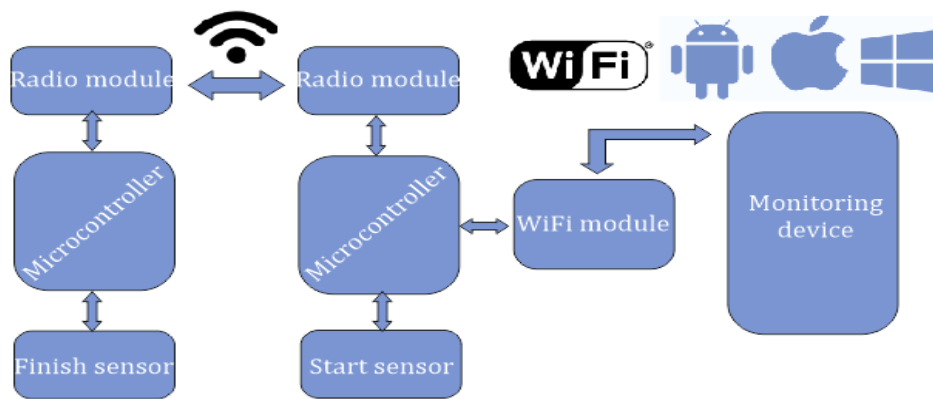 Radio module
Radio module
WiFi
®
Microcontroller
Microcontroller
WiFi module
Monitoring
device
Finish sensor
Start sensor